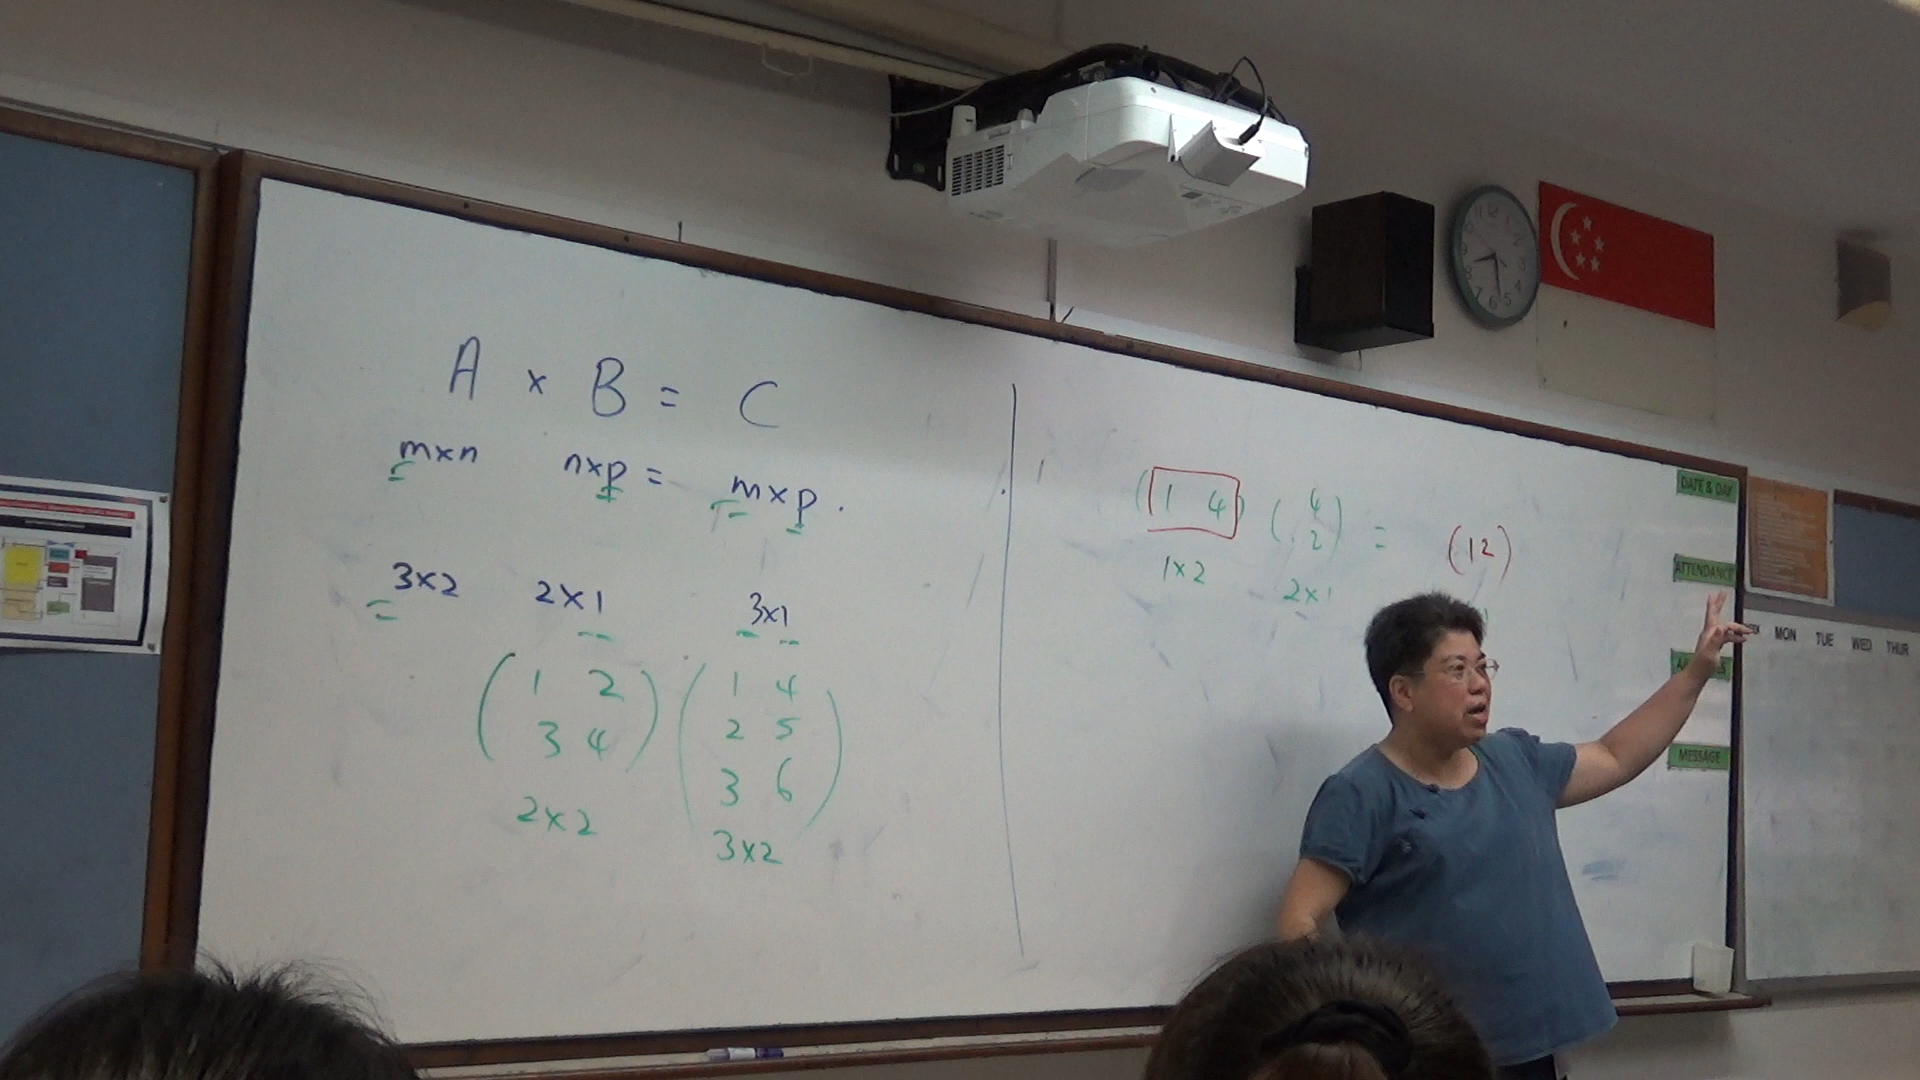 A × B = C
m×n n×p = m×p .
3×2 2×1 3×1
( 1 2 ) ( 1 4
3 4 2 5
3 6 )
2×2
3×2
( 1 4 ) ( 4
2 ) = (12)
1×2 2×1
DATE & DAY
ATTENDANCE
MESSAGE
MON TUE WED THUR